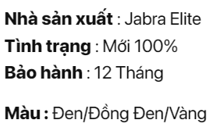 Nhà sản xuất : Jabra Elite
Tình trạng : Mới 100%
Bảo hành : 12 Tháng
Màu : Đen/Đồng Đen/Vàng